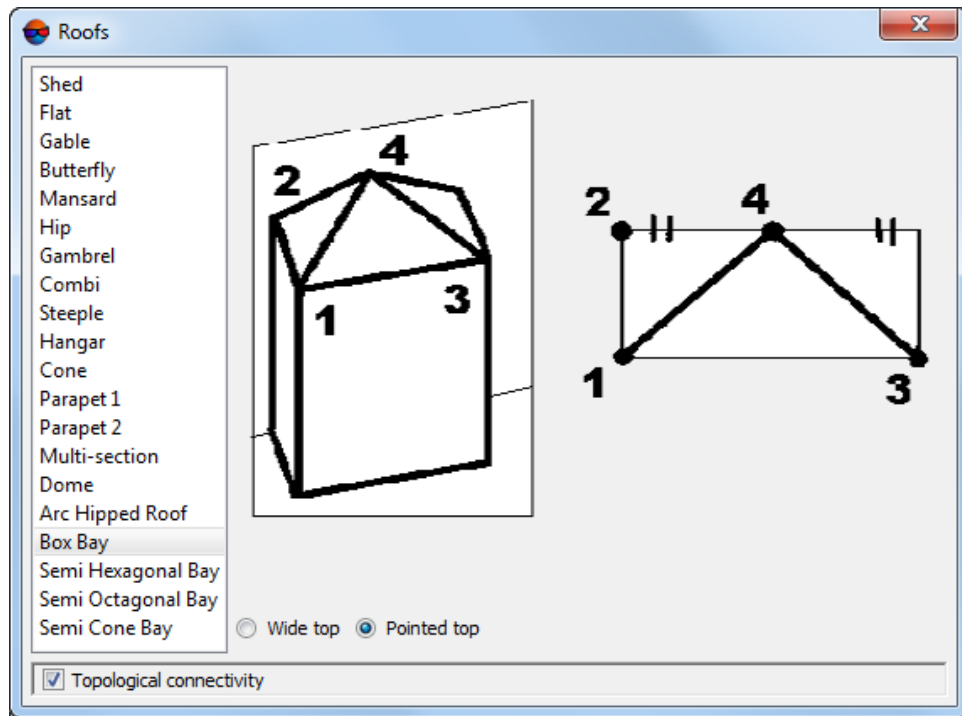 Roofs
Shed
Flat
Gable
Butterfly
Mansard
Hip
Gambrel
Combi
Steeple
Hangar
Cone
Parapet 1
Parapet 2
Multi-section
Dome
Arc Hipped Roof
Box Bay
Semi Hexagonal Bay
Semi Octagonal Bay
Semi Cone Bay
4
2
1
3
2
4
1
3
Wide top
Pointed top
Topological connectivity